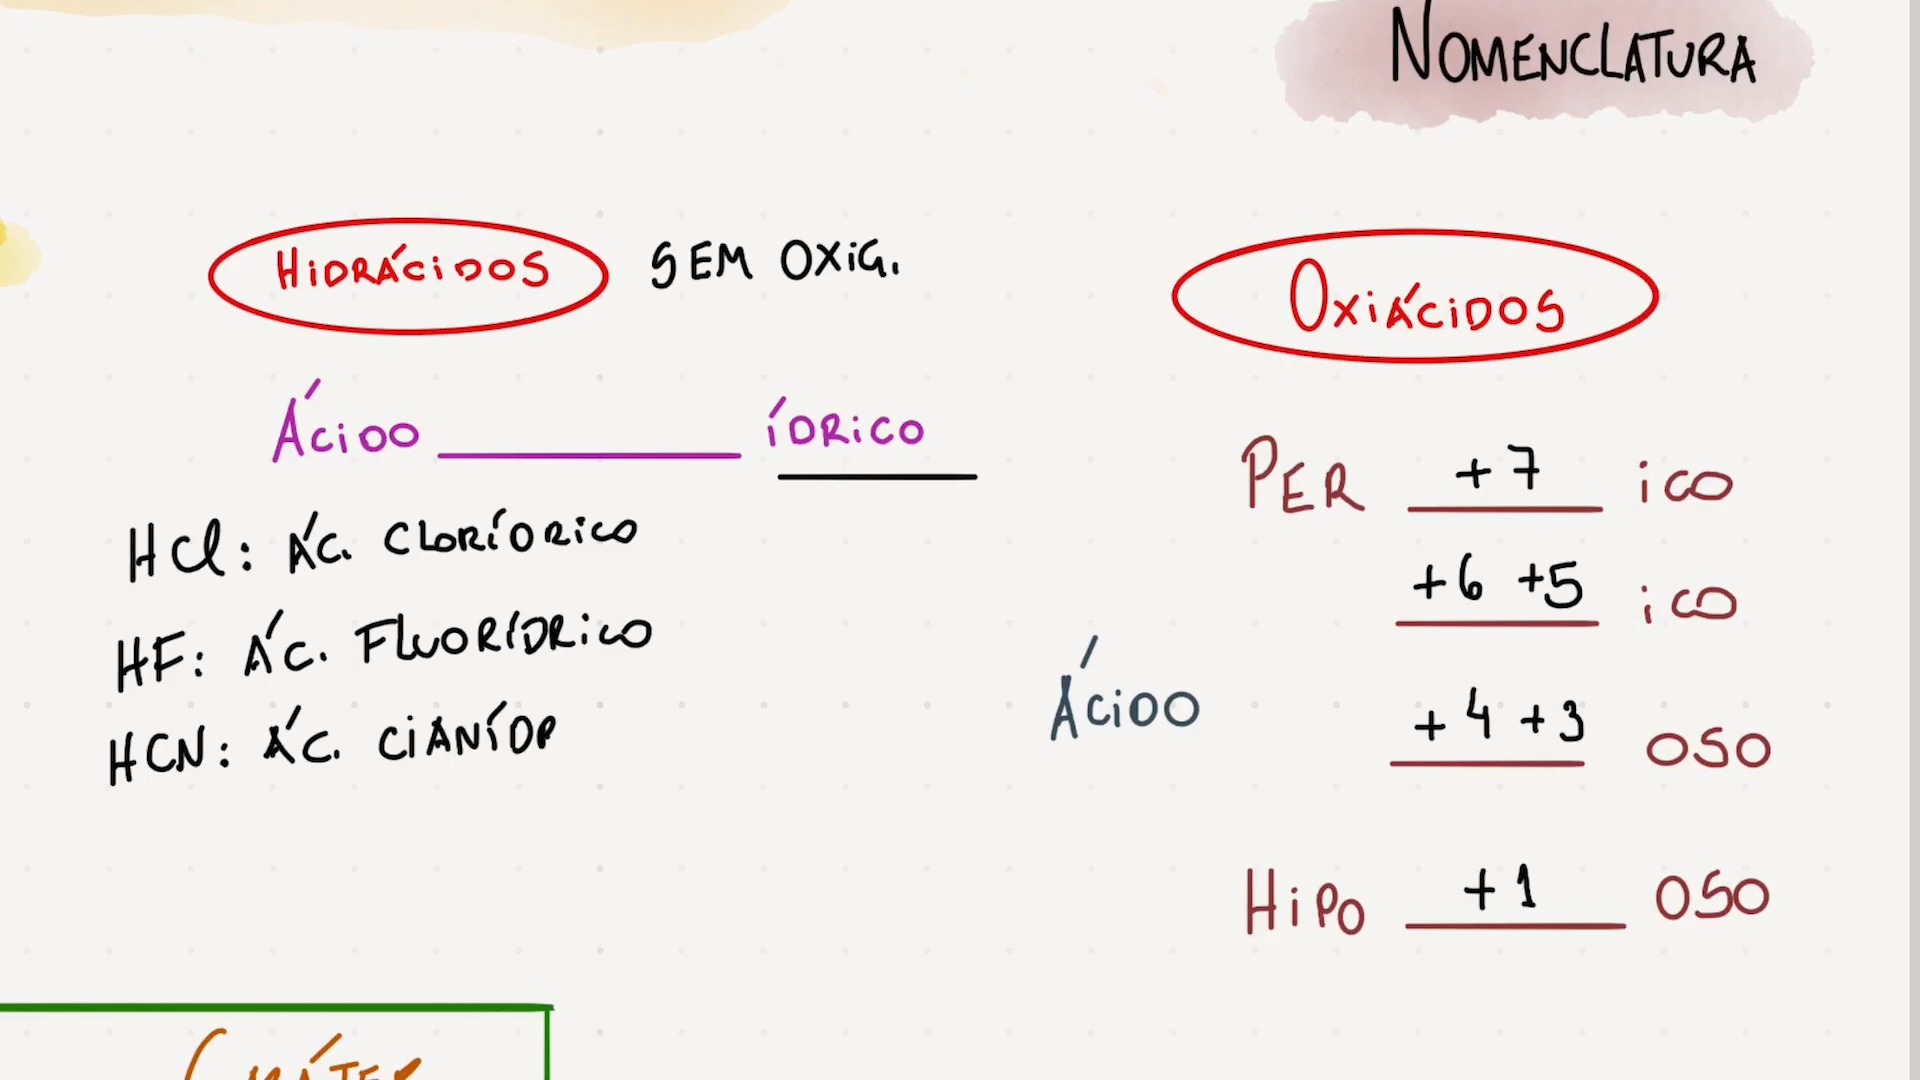 NOMENCLATURA
HIDRÁCIDOS SEM OXIG.
ÁCIDO ÍDRICO
HCl: ÁC. CLORÍDRICO
HF: ÁC. FLUORÍDRICO
HCN: ÁC. CIANÍDR
OXIÁCIDOS
PER +7 ico
+6 +5 ico
ÁCIDO
+4 +3 OSO
HIPO +1 OSO